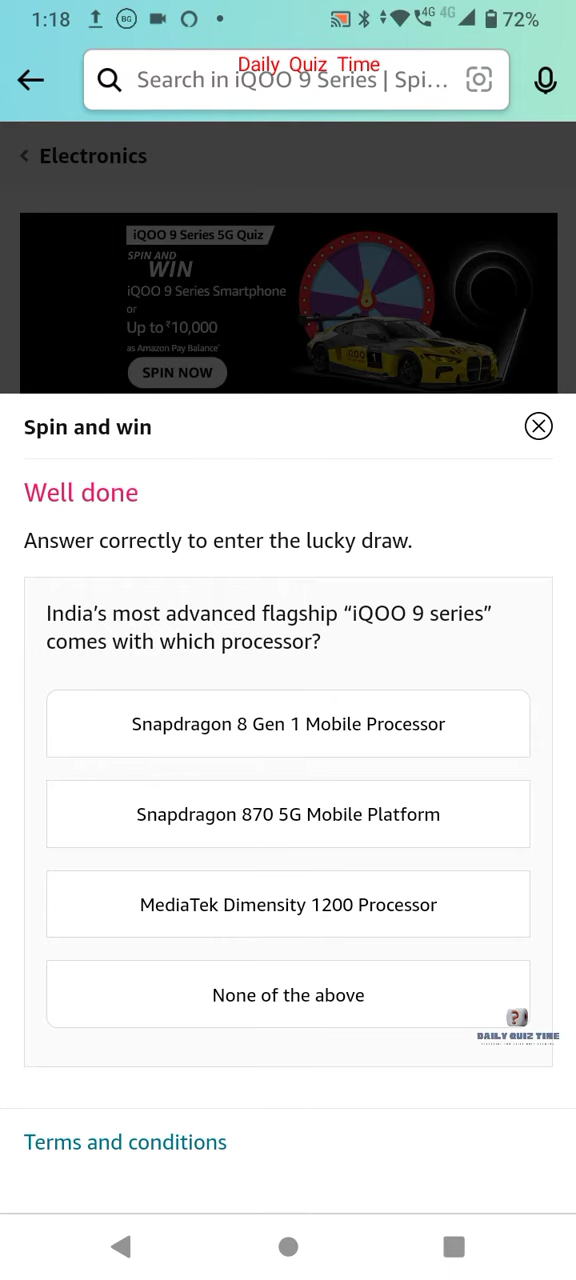 1:18
BG
4G 4G
72%
Daily Quiz Time
Search in iQOO 9 Series | Spi...
Electronics
iQOO 9 Series 5G Quiz
SPIN AND
WIN
iQOO 9 Series Smartphone
or
Up to ₹10,000
as Amazon Pay Balance*
SPIN NOW
Spin and win
Well done
Answer correctly to enter the lucky draw.
India's most advanced flagship “iQOO 9 series”
comes with which processor?
Snapdragon 8 Gen 1 Mobile Processor
Snapdragon 870 5G Mobile Platform
MediaTek Dimensity 1200 Processor
None of the above
DAILY QUIZ TIME
Terms and conditions